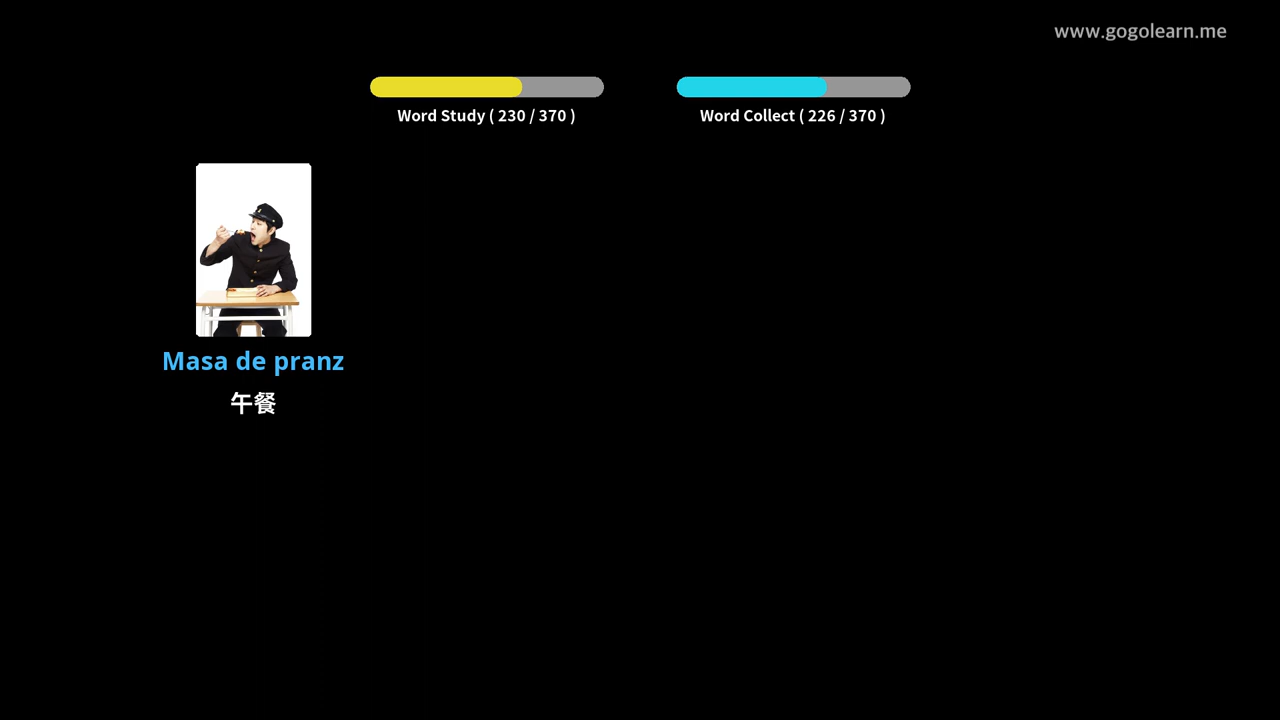 www.gogolearn.me
Word Study ( 230 / 370 )
Word Collect ( 226 / 370 )
Masa de pranz
午餐